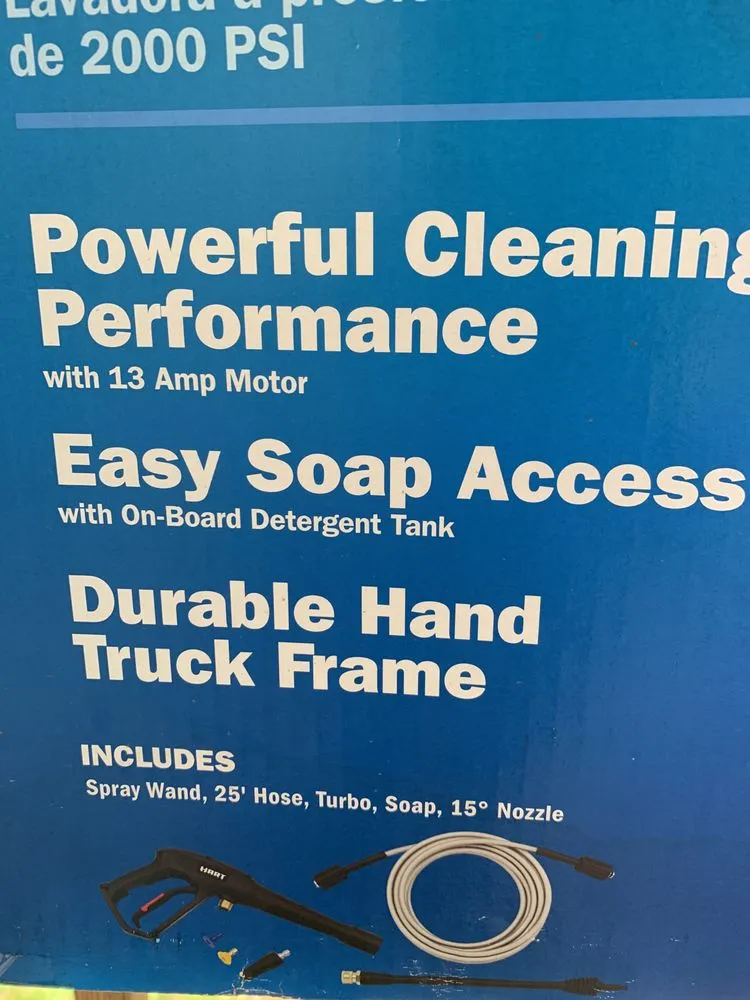 Lavadora a
de 2000 PSI
Powerful Cleaning
Performance
with 13 Amp Motor
Easy Soap Access
with On-Board Detergent Tank
Durable Hand
Truck Frame
INCLUDES
Spray Wand, 25' Hose, Turbo, Soap, 15° Nozzle
HART